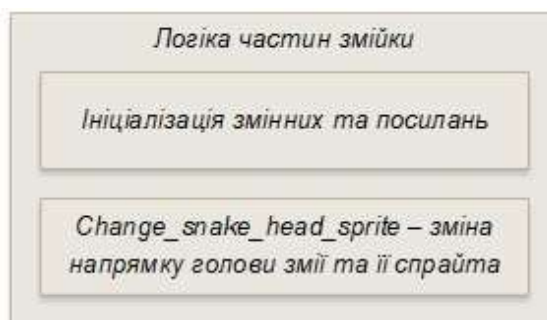 Логіка частин змійки
Ініціалізація змінних та посилань
Change_snake_head_sprite – зміна
напрямку голови змії та її спрайта